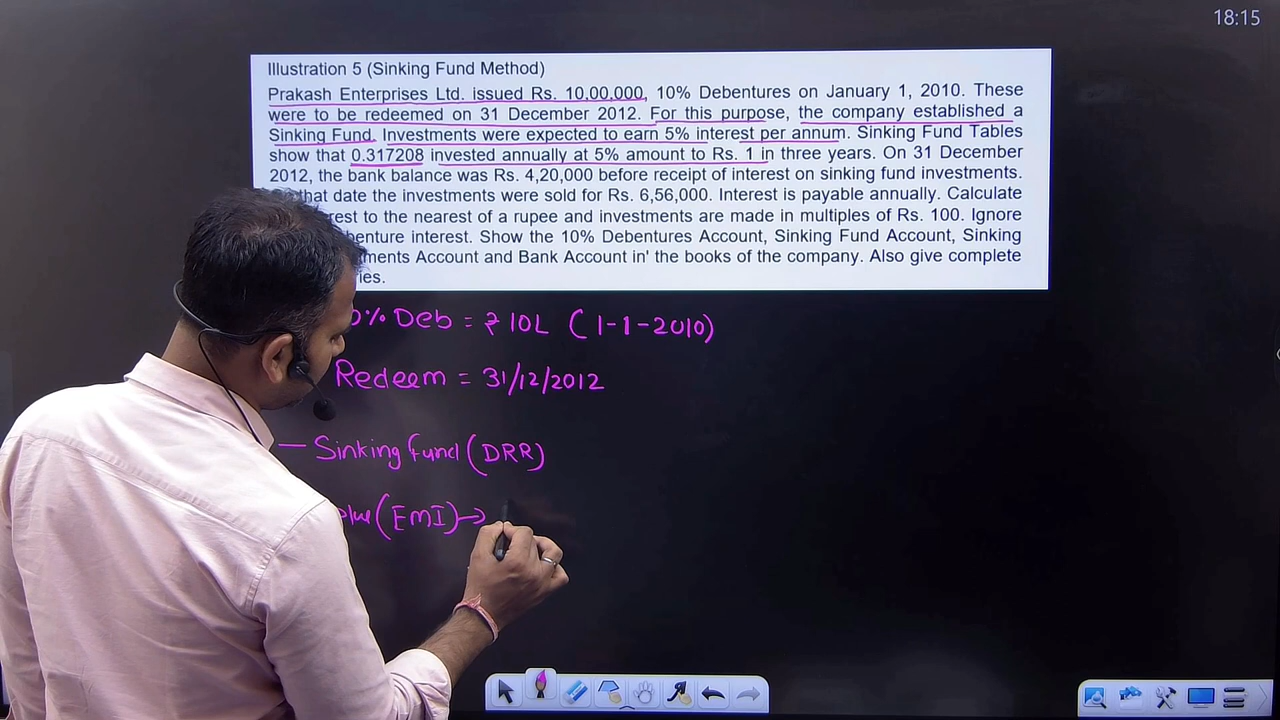 18:15
Illustration 5 (Sinking Fund Method)
Prakash Enterprises Ltd. issued Rs. 10,00,000, 10% Debentures on January 1, 2010. These
were to be redeemed on 31 December 2012. For this purpose, the company established a
Sinking Fund. Investments were expected to earn 5% interest per annum. Sinking Fund Tables
show that 0.317208 invested annually at 5% amount to Rs. 1 in three years. On 31 December
2012, the bank balance was Rs. 4,20,000 before receipt of interest on sinking fund investments.
that date the investments were sold for Rs. 6,56,000. Interest is payable annually. Calculate
rest to the nearest of a rupee and investments are made in multiples of Rs. 100. Ignore
benture interest. Show the 10% Debentures Account, Sinking Fund Account, Sinking
ments Account and Bank Account in' the books of the company. Also give complete
ies.
0% Deb = ₹ 10L (1-1-2010)
Redeem = 31/12/2012
— Sinking fund (DRR)
(EMI) →